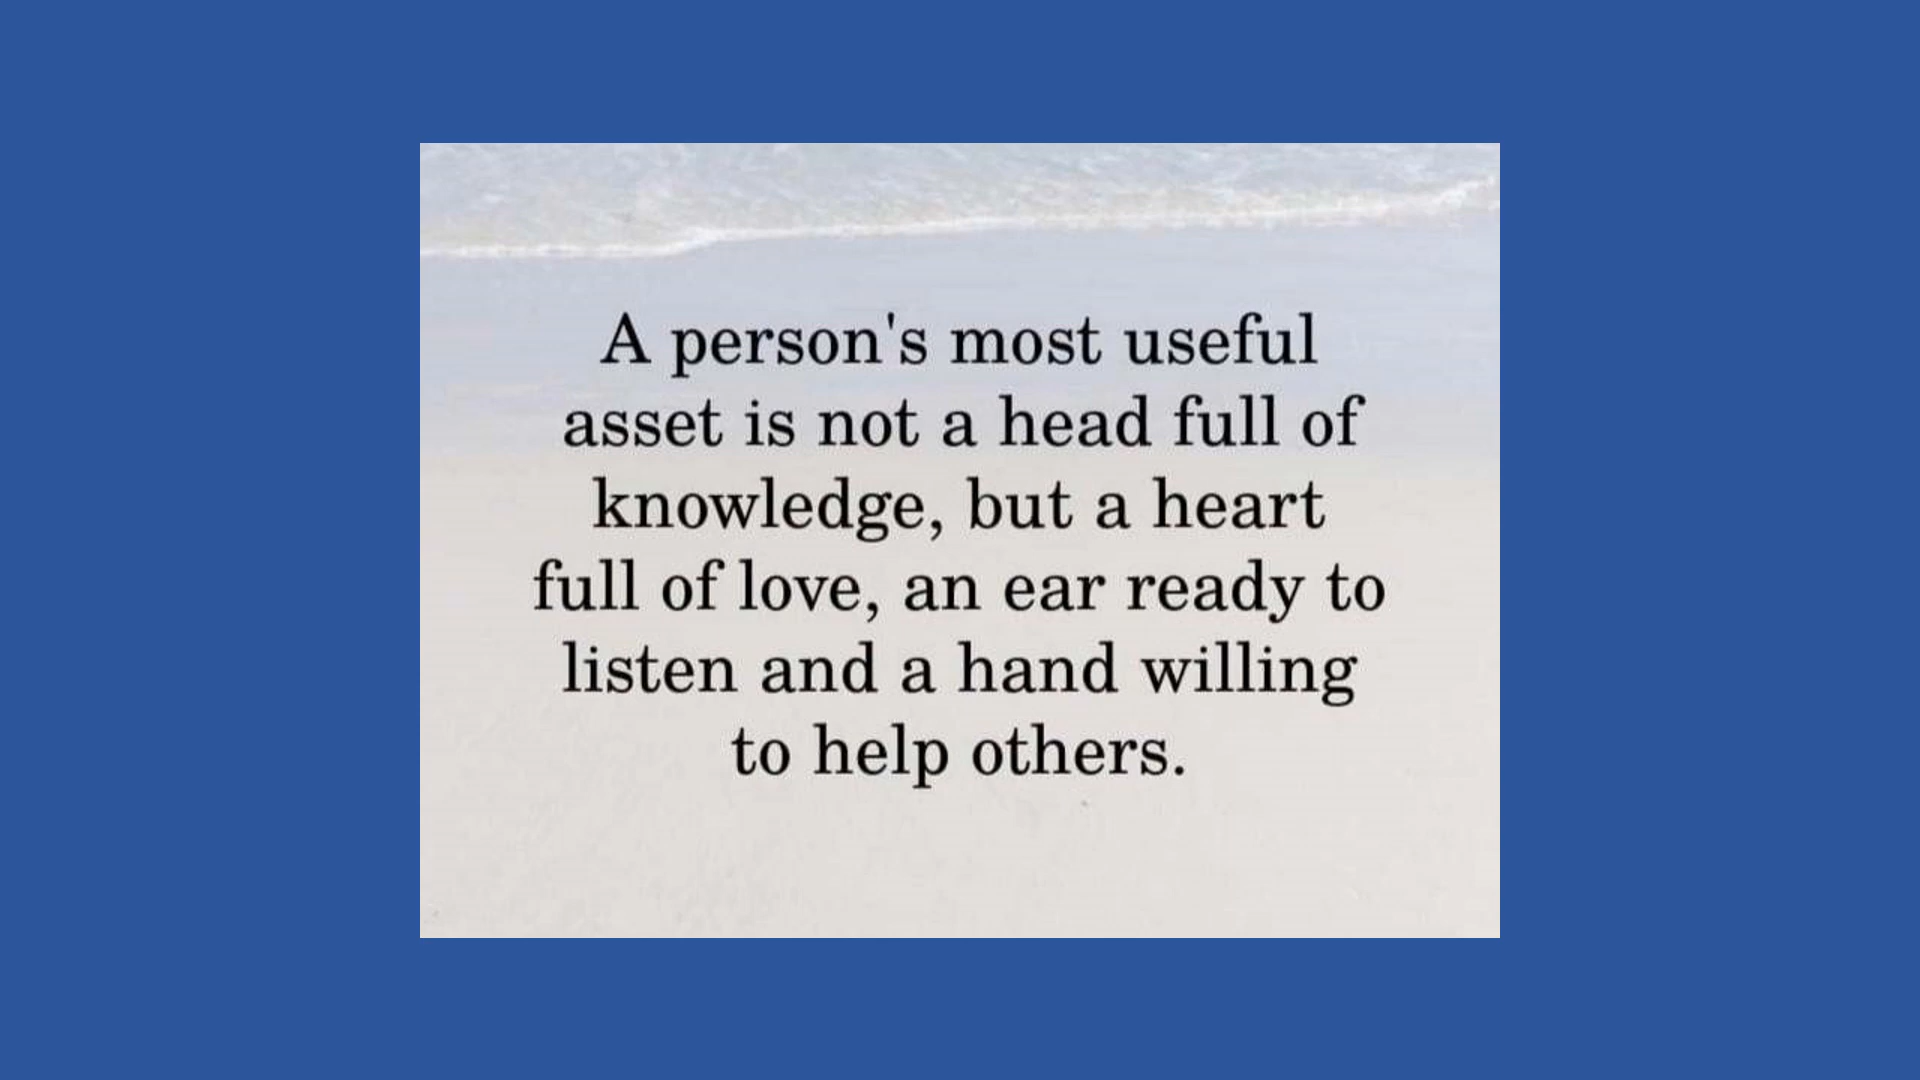 A person's most useful
asset is not a head full of
knowledge, but a heart
full of love, an ear ready to
listen and a hand willing
to help others.